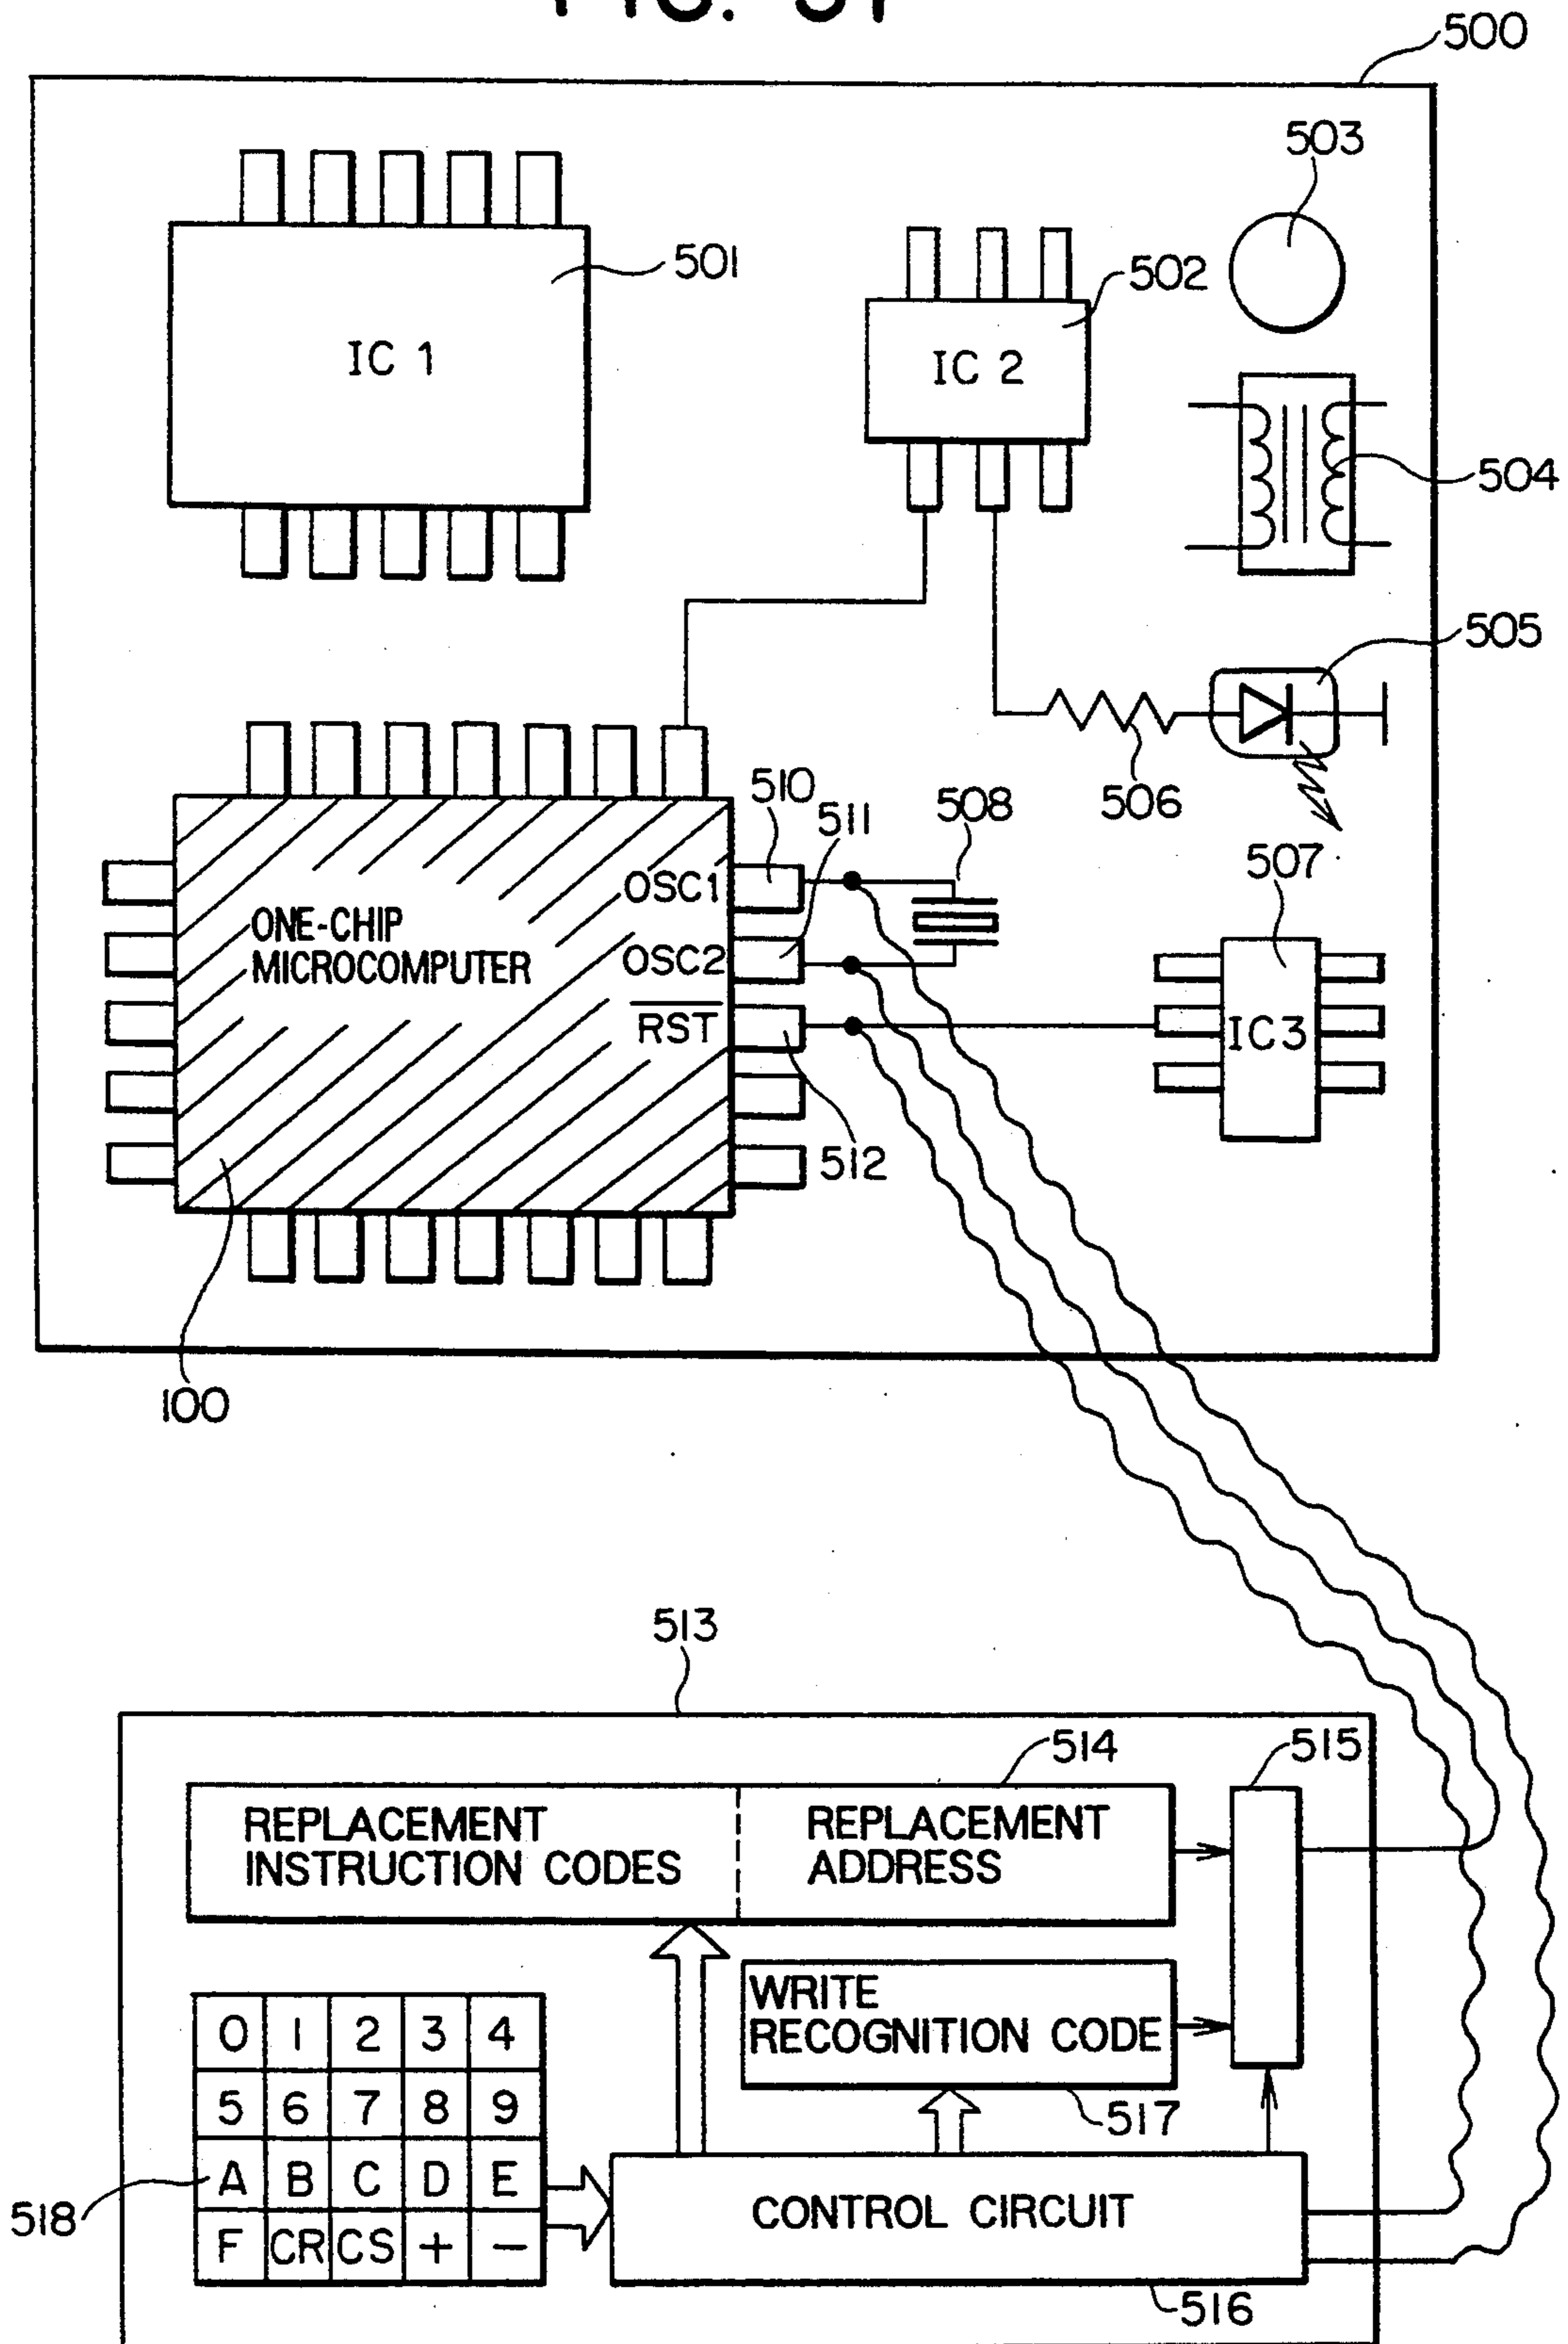 FIG. 51
500
503
501
502
IC 1
IC 2
504
505
510
511
508
506
507
OSC1
ONE-CHIP
MICROCOMPUTER
OSC2
RST
IC3
512
100
513
514
515
REPLACEMENT
INSTRUCTION CODES
REPLACEMENT
ADDRESS
WRITE
RECOGNITION CODE
0 1 2 3 4
5 6 7 8 9
517
A B C D E
518
CONTROL CIRCUIT
F CR CS + −
516